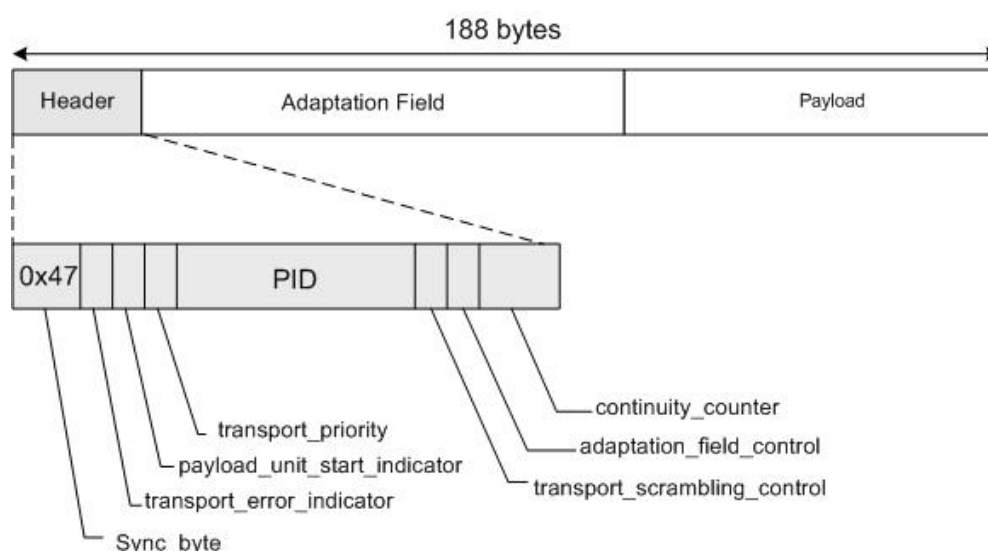 188 bytes
Header
Adaptation Field
Payload
0x47
PID
continuity_counter
transport_priority
adaptation_field_control
payload_unit_start_indicator
transport_scrambling_control
transport_error_indicator
Sync_byte